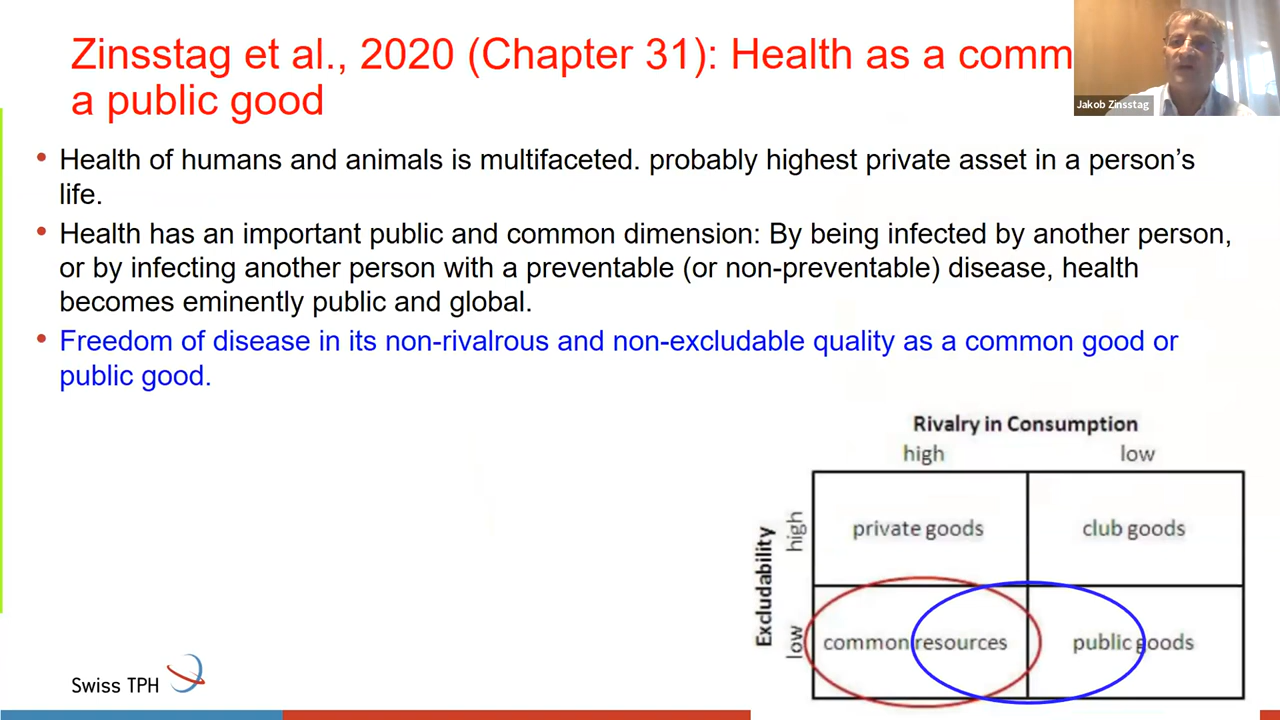 Zinsstag et al., 2020 (Chapter 31): Health as a comm
a public good
Jakob Zinsstag
• Health of humans and animals is multifaceted. probably highest private asset in a person’s
life.
• Health has an important public and common dimension: By being infected by another person,
or by infecting another person with a preventable (or non-preventable) disease, health
becomes eminently public and global.
• Freedom of disease in its non-rivalrous and non-excludable quality as a common good or
public good.
Rivalry in Consumption
high low
Excludability
high
private goods club goods
low
common resources public goods
Swiss TPH